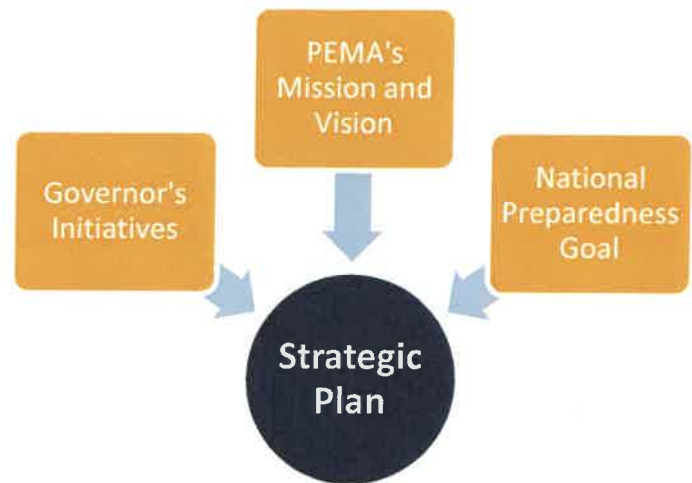 PEMA's
Mission and
Vision
Governor's
Initiatives
National
Preparedness
Goal
Strategic
Plan